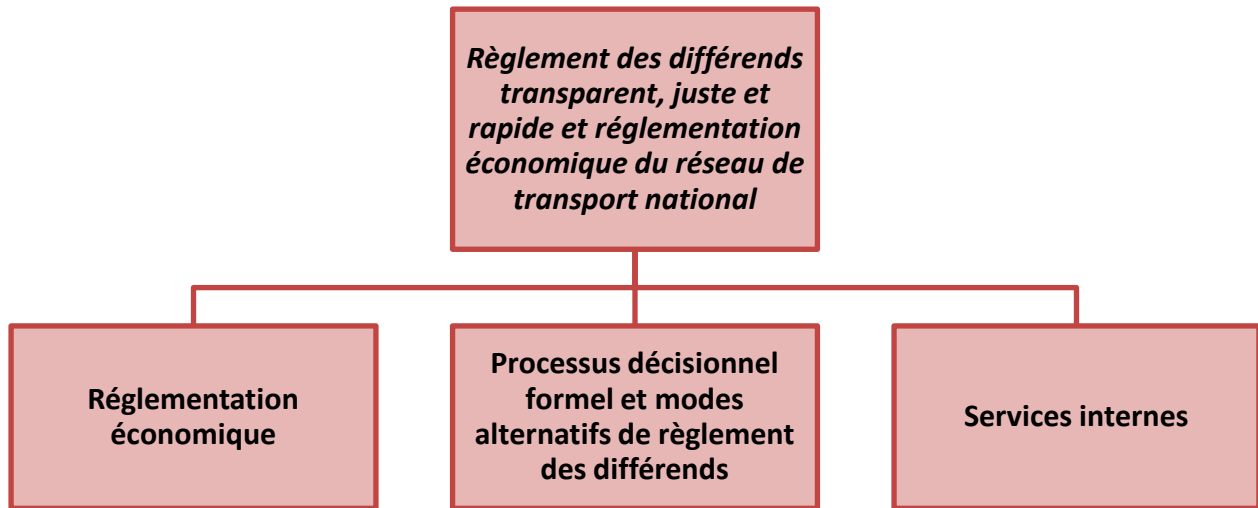 Règlement des différends
transparent, juste et
rapide et réglementation
économique du réseau de
transport national
Réglementation
économique
Processus décisionnel
formel et modes
alternatifs de règlement
des différends
Services internes